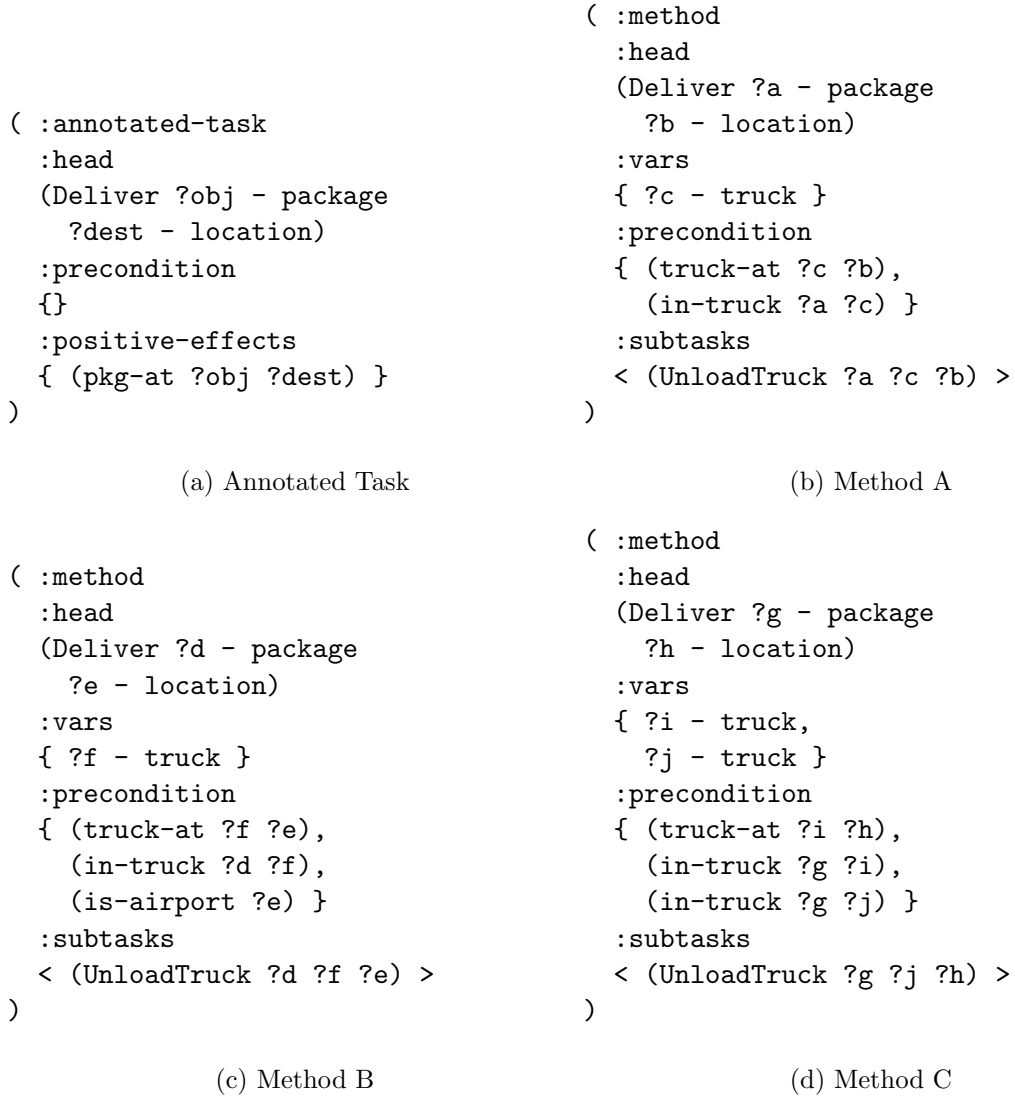 ( :annotated-task
  :head
  (Deliver ?obj - package
    ?dest - location)
  :precondition
  {}
  :positive-effects
  { (pkg-at ?obj ?dest) }
)
(a) Annotated Task
( :method
  :head
  (Deliver ?a - package
    ?b - location)
  :vars
  { ?c - truck }
  :precondition
  { (truck-at ?c ?b),
    (in-truck ?a ?c) }
  :subtasks
  < (UnloadTruck ?a ?c ?b) >
)
(b) Method A
( :method
  :head
  (Deliver ?d - package
    ?e - location)
  :vars
  { ?f - truck }
  :precondition
  { (truck-at ?f ?e),
    (in-truck ?d ?f),
    (is-airport ?e) }
  :subtasks
  < (UnloadTruck ?d ?f ?e) >
)
(c) Method B
( :method
  :head
  (Deliver ?g - package
    ?h - location)
  :vars
  { ?i - truck,
    ?j - truck }
  :precondition
  { (truck-at ?i ?h),
    (in-truck ?g ?i),
    (in-truck ?g ?j) }
  :subtasks
  < (UnloadTruck ?g ?j ?h) >
)
(d) Method C